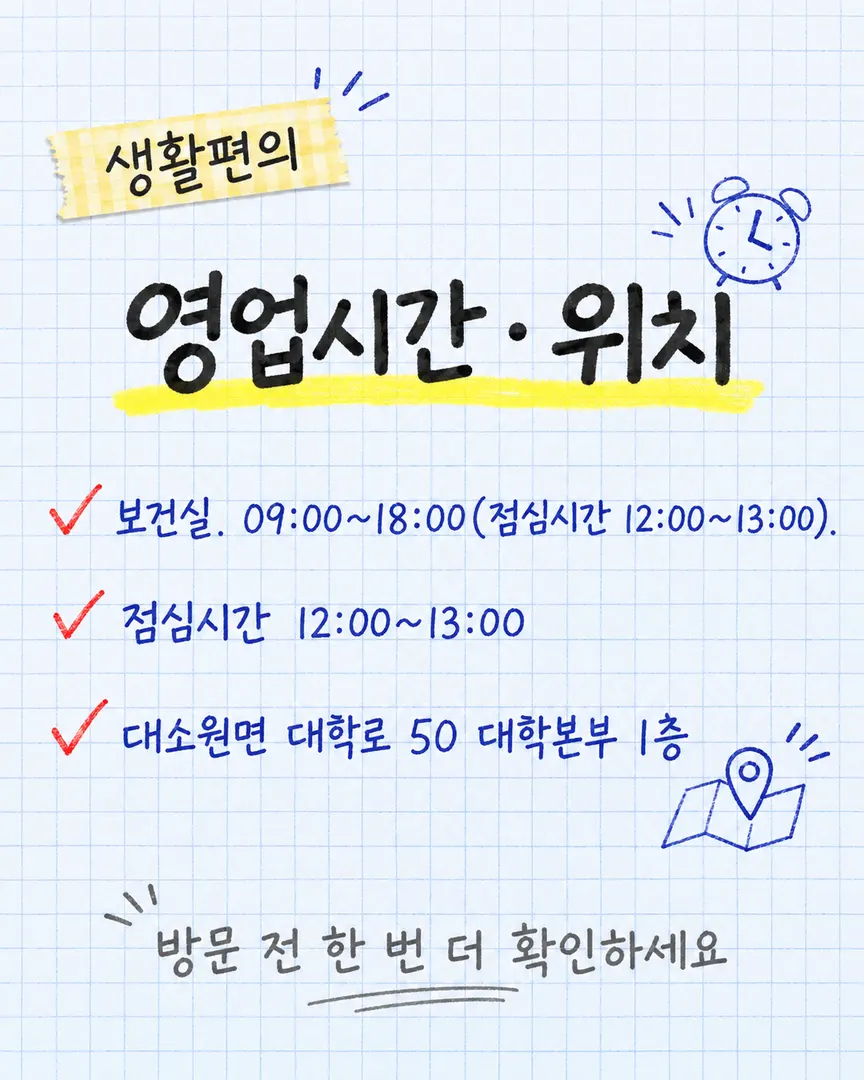 생활편의
영업시간·위치
보건실. 09:00~18:00(점심시간 12:00~13:00).
점심시간 12:00~13:00
대소원면 대학로 50 대학본부 1층
방문 전 한 번 더 확인하세요